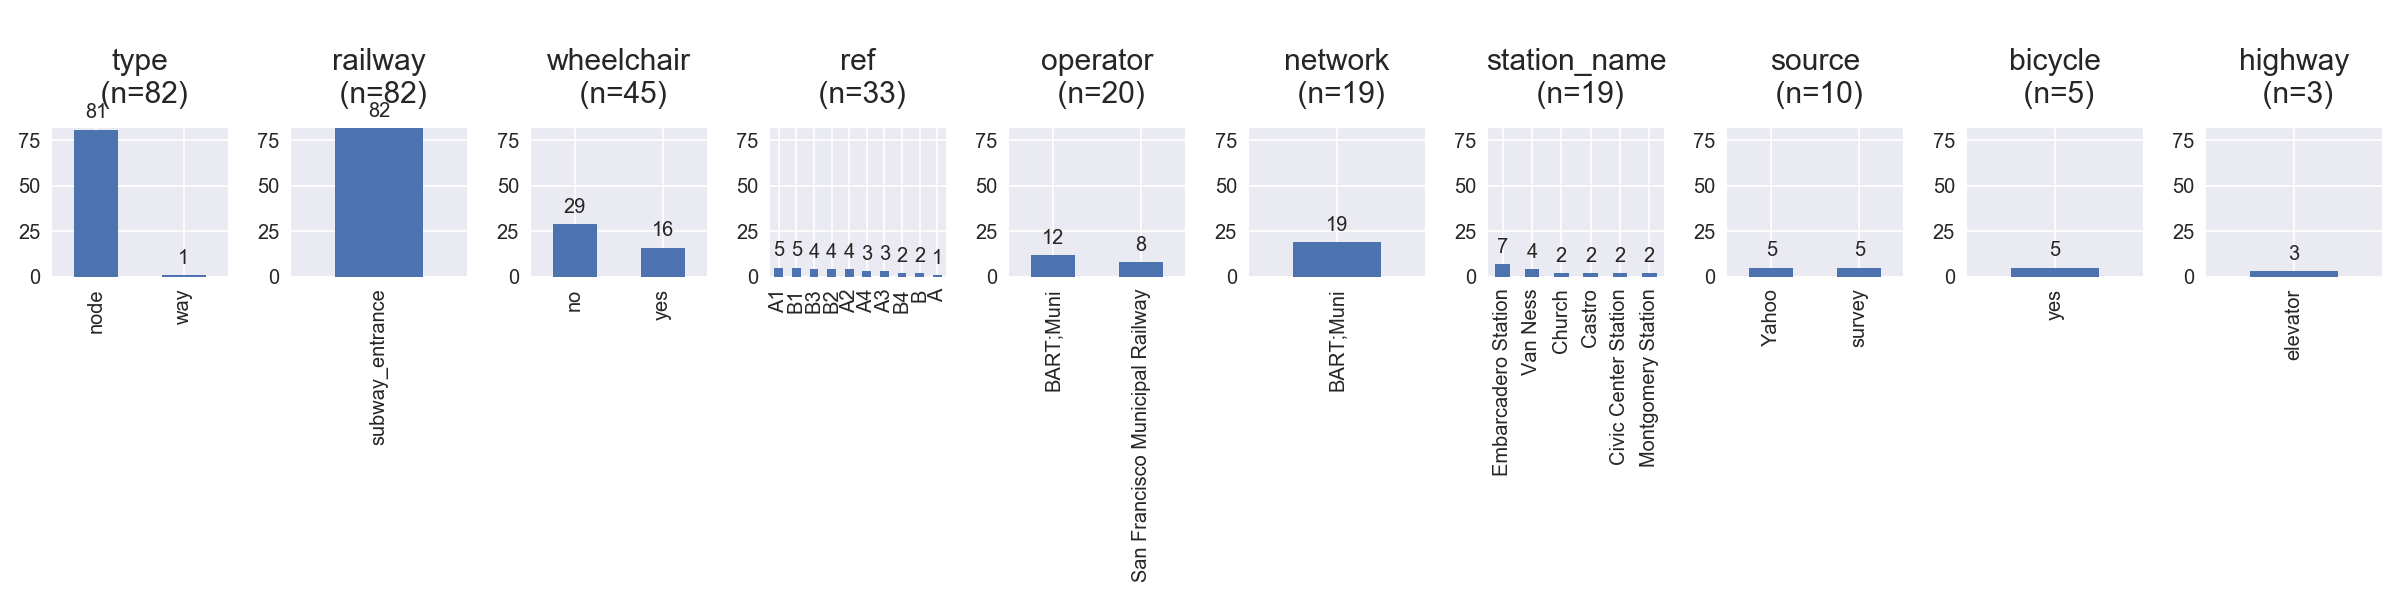 type
(n=82)
75
50
25
0
81
1
node
way
railway
(n=82)
75
50
25
0
82
subway_entrance
wheelchair
(n=45)
75
50
25
0
29
16
no
yes
ref
(n=33)
75
50
25
0
5 5 4 4 4 3 3 2 2 1
A1
B1
B3
B2
A2
A4
A3
B4
B
A
operator
(n=20)
75
50
25
0
12
8
BART;Muni
San Francisco Municipal Railway
network
(n=19)
75
50
25
0
19
BART;Muni
station_name
(n=19)
75
50
25
0
7 4 2 2 2 2
Embarcadero Station
Van Ness
Church
Castro
Civic Center Station
Montgomery Station
source
(n=10)
75
50
25
0
5 5
Yahoo
survey
bicycle
(n=5)
75
50
25
0
5
yes
highway
(n=3)
75
50
25
0
3
elevator